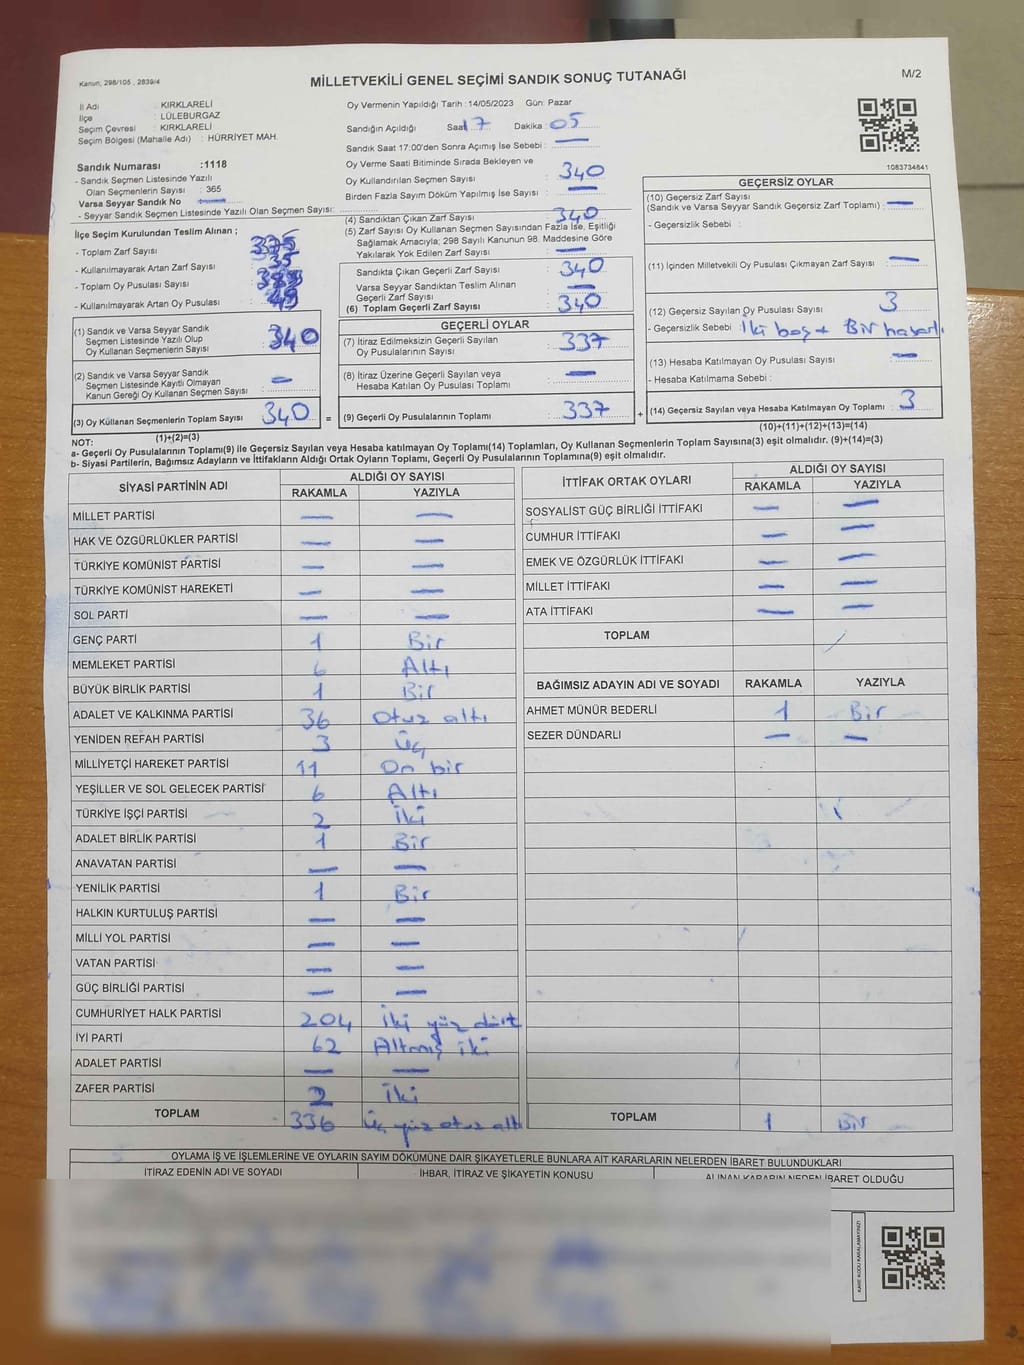 Kanun; 298/105 , 2839/4
MİLLETVEKİLİ GENEL SEÇİMİ SANDIK SONUÇ TUTANAĞI
M/2
İl Adı : KIRKLARELİ
İlçe : LÜLEBURGAZ
Seçim Çevresi : KIRKLARELİ
Seçim Bölgesi (Mahalle Adı) : HÜRRİYET MAH.
Sandık Numarası :1118
- Sandık Seçmen Listesinde Yazılı
Olan Seçmenlerin Sayısı : 365
Varsa Seyyar Sandık No —
- Seyyar Sandık Seçmen Listesinde Yazılı Olan Seçmen Sayısı:
İlçe Seçim Kurulundan Teslim Alınan ;
- Toplam Zarf Sayısı :
- Kullanılmayarak Artan Zarf Sayısı :
- Toplam Oy Pusulası Sayısı :
- Kullanılmayarak Artan Oy Pusulası :
Oy Vermenin Yapıldığı Tarih :14/05/2023 Gün: Pazar
Sandığın Açıldığı Saat 17 Dakika : 05
Sandık Saat 17:00'den Sonra Açımış İse Sebebi : —
Oy Verme Saati Bitiminde Sırada Bekleyen ve
Oy Kullandırılan Seçmen Sayısı : 340
Birden Fazla Sayım Döküm Yapılmış İse Sayısı : —
(4) Sandıktan Çıkan Zarf Sayısı : 340
(5) Zarf Sayısı Oy Kullanan Seçmen Sayısından Fazla İse, Eşitliği
Sağlamak Amacıyla; 298 Sayılı Kanunun 98. Maddesine Göre
Yakılarak Yok Edilen Zarf Sayısı : —
Sandıkta Çıkan Geçerli Zarf Sayısı : 340
Varsa Seyyar Sandıktan Teslim Alınan
Geçerli Zarf Sayısı : —
(6) Toplam Geçerli Zarf Sayısı : 340
1083734841
GEÇERSİZ OYLAR
(10) Geçersiz Zarf Sayısı
(Sandık ve Varsa Seyyar Sandık Geçersiz Zarf Toplamı) : —
- Geçersizlik Sebebi :
(11) İçinden Milletvekili Oy Pusulası Çıkmayan Zarf Sayısı : —
(12) Geçersiz Sayılan Oy Pusulası Sayısı : 3
- Geçersizlik Sebebi : İki boş + Bir
(13) Hesaba Katılmayan Oy Pusulası Sayısı : —
- Hesaba Katılmama Sebebi :
(14) Geçersiz Sayılan veya Hesaba Katılmayan Oy Toplamı : 3
(10)+(11)+(12)+(13)=(14)
(1) Sandık ve Varsa Seyyar Sandık
Seçmen Listesinde Yazılı Olup
Oy Kullanan Seçmenlerin Sayısı : 340
(2) Sandık ve Varsa Seyyar Sandık
Seçmen Listesinde Kayıtlı Olmayan
Kanun Gereği Oy Kullanan Seçmen Sayısı : —
(3) Oy Kullanan Seçmenlerin Toplam Sayısı : 340 =
(1)+(2)=(3)
GEÇERLİ OYLAR
(7) İtiraz Edilmeksizin Geçerli Sayılan
Oy Pusulalarının Sayısı : 337
(8) İtiraz Üzerine Geçerli Sayılan veya
Hesaba Katılan Oy Pusulası Toplamı : —
(9) Geçerli Oy Pusulalarının Toplamı : 337 +
NOT:
a- Geçerli Oy Pusulaları Toplamı(9) ile Geçersiz Sayılan veya Hesaba katılmayan Oy Toplamı(14) Toplamları, Oy Kullanan Seçmenlerin Toplam Sayısına(3) eşit olmalıdır. (9)+(14)=(3)
b- Siyasi Partilerin, Bağımsız Adayların ve İttifakların Aldığı Ortak Oyların Toplamı, Geçerli Oy Pusulalarının Toplamına(9) eşit olmalıdır.
SİYASİ PARTİNİN ADI ALDIĞI OY SAYISI
RAKAMLA YAZIYLA
MİLLET PARTİSİ — —
HAK VE ÖZGÜRLÜKLER PARTİSİ — —
TÜRKİYE KOMÜNİST PARTİSİ — —
TÜRKİYE KOMÜNİST HAREKETİ — —
SOL PARTİ — —
GENÇ PARTİ 1 Bir
MEMLEKET PARTİSİ 6 Altı
BÜYÜK BİRLİK PARTİSİ 1 Bir
ADALET VE KALKINMA PARTİSİ 36 Otuz altı
YENİDEN REFAH PARTİSİ 3 Üç
MİLLİYETÇİ HAREKET PARTİSİ 11 On bir
YEŞİLLER VE SOL GELECEK PARTİSİ 6 Altı
TÜRKİYE İŞÇİ PARTİSİ 2 İki
ADALET BİRLİK PARTİSİ 1 Bir
ANAVATAN PARTİSİ — —
YENİLİK PARTİSİ 1 Bir
HALKIN KURTULUŞ PARTİSİ — —
MİLLİ YOL PARTİSİ — —
VATAN PARTİSİ — —
GÜÇ BİRLİĞİ PARTİSİ — —
CUMHURİYET HALK PARTİSİ 204 İki yüz dört
İYİ PARTİ 62 Altmış iki
ADALET PARTİSİ — —
ZAFER PARTİSİ 2 İki
TOPLAM 336 Üç yüz otuz altı
İTTİFAK ORTAK OYLARI ALDIĞI OY SAYISI
RAKAMLA YAZIYLA
SOSYALİST GÜÇ BİRLİĞİ İTTİFAKI — —
CUMHUR İTTİFAKI — —
EMEK VE ÖZGÜRLÜK İTTİFAKI — —
MİLLET İTTİFAKI — —
ATA İTTİFAKI — —
TOPLAM
BAĞIMSIZ ADAYIN ADI VE SOYADI RAKAMLA YAZIYLA
AHMET MÜNÜR BEDERLİ 1 Bir
SEZER DÜNDARLI — —
TOPLAM 1 Bir
OYLAMA İŞ VE İŞLEMLERİNE VE OYLARIN SAYIM DÖKÜMÜNE DAİR ŞİKAYETLERLE BUNLARA AİT KARARLARIN NELERDEN İBARET BULUNDUKLARI
İTİRAZ EDENİN ADI VE SOYADI İHBAR, İTİRAZ VE ŞİKAYETİN KONUSU ALINAN KARARIN NEDEN İBARET OLDUĞU
KARE KODU KARALAMAYINIZ!